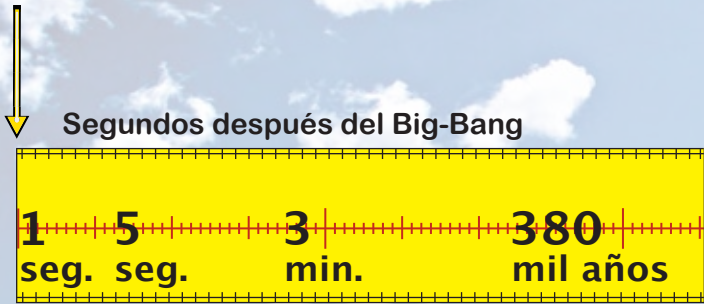 Segundos después del Big-Bang
1 5 3 380
seg. seg. min. mil años